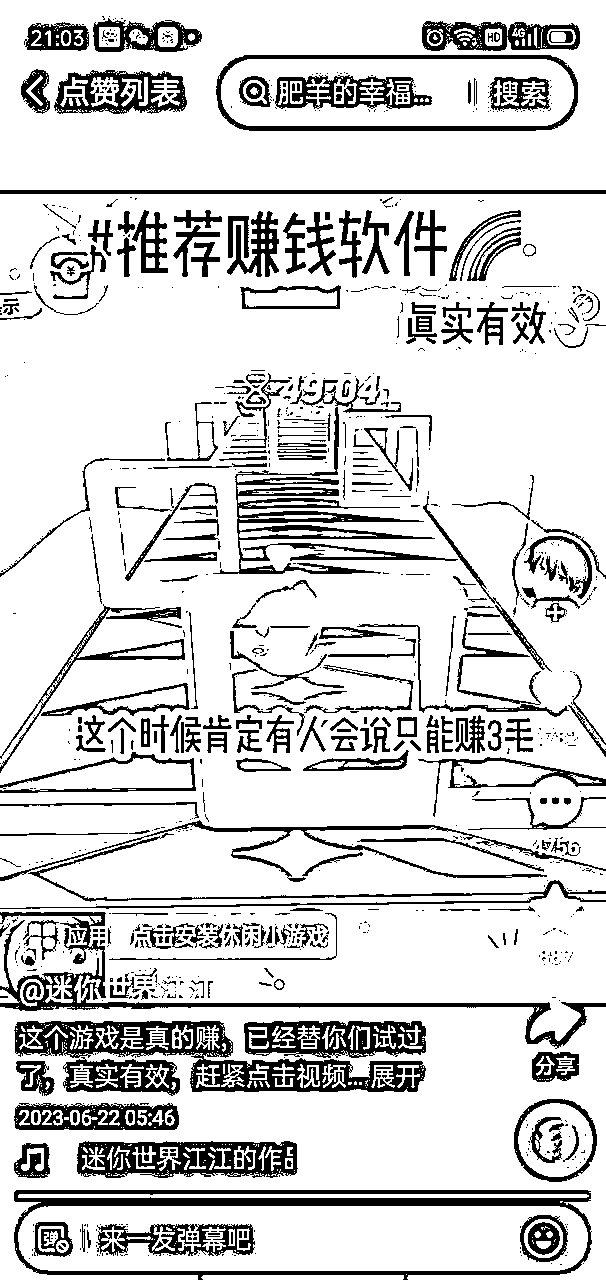 21:03
HD 4G
点赞列表
肥羊的幸福...
搜索
#推荐赚钱软件
示
真实有效
49:04
这个时候肯定有人会说只能赚3毛
4756
应用
点击安装休闲小游戏
@迷你世界江江
这个游戏是真的赚，已经替你们试过
了，真实有效，赶紧点击视频... 展开
分享
2023-06-22 05:46
迷你世界江江的作品
弹
来一发弹幕吧